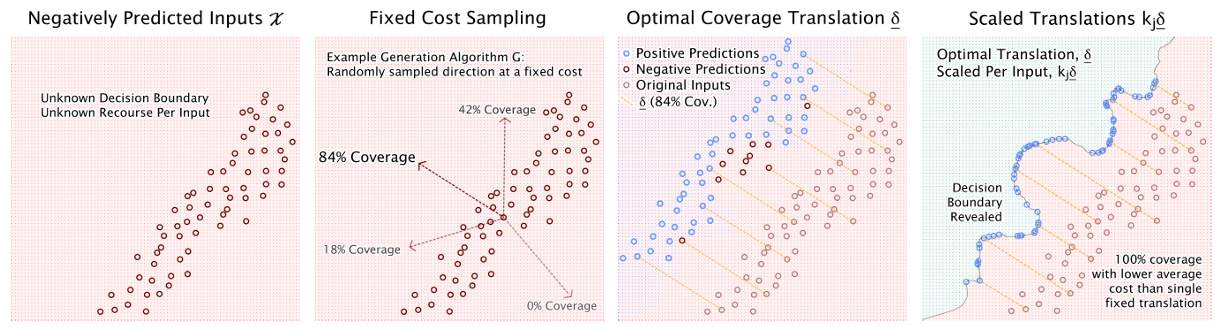 Negatively Predicted Inputs 𝓧
Unknown Decision Boundary
Unknown Recourse Per Input
Fixed Cost Sampling
Example Generation Algorithm G:
Randomly sampled direction at a fixed cost
42% Coverage
84% Coverage
18% Coverage
0% Coverage
Optimal Coverage Translation δ
Positive Predictions
Negative Predictions
Original Inputs
δ (84% Cov.)
Scaled Translations kⱼδ
Optimal Translation, δ
Scaled Per Input, kⱼδ
Decision
Boundary
Revealed
100% coverage
with lower average
cost than single
fixed translation